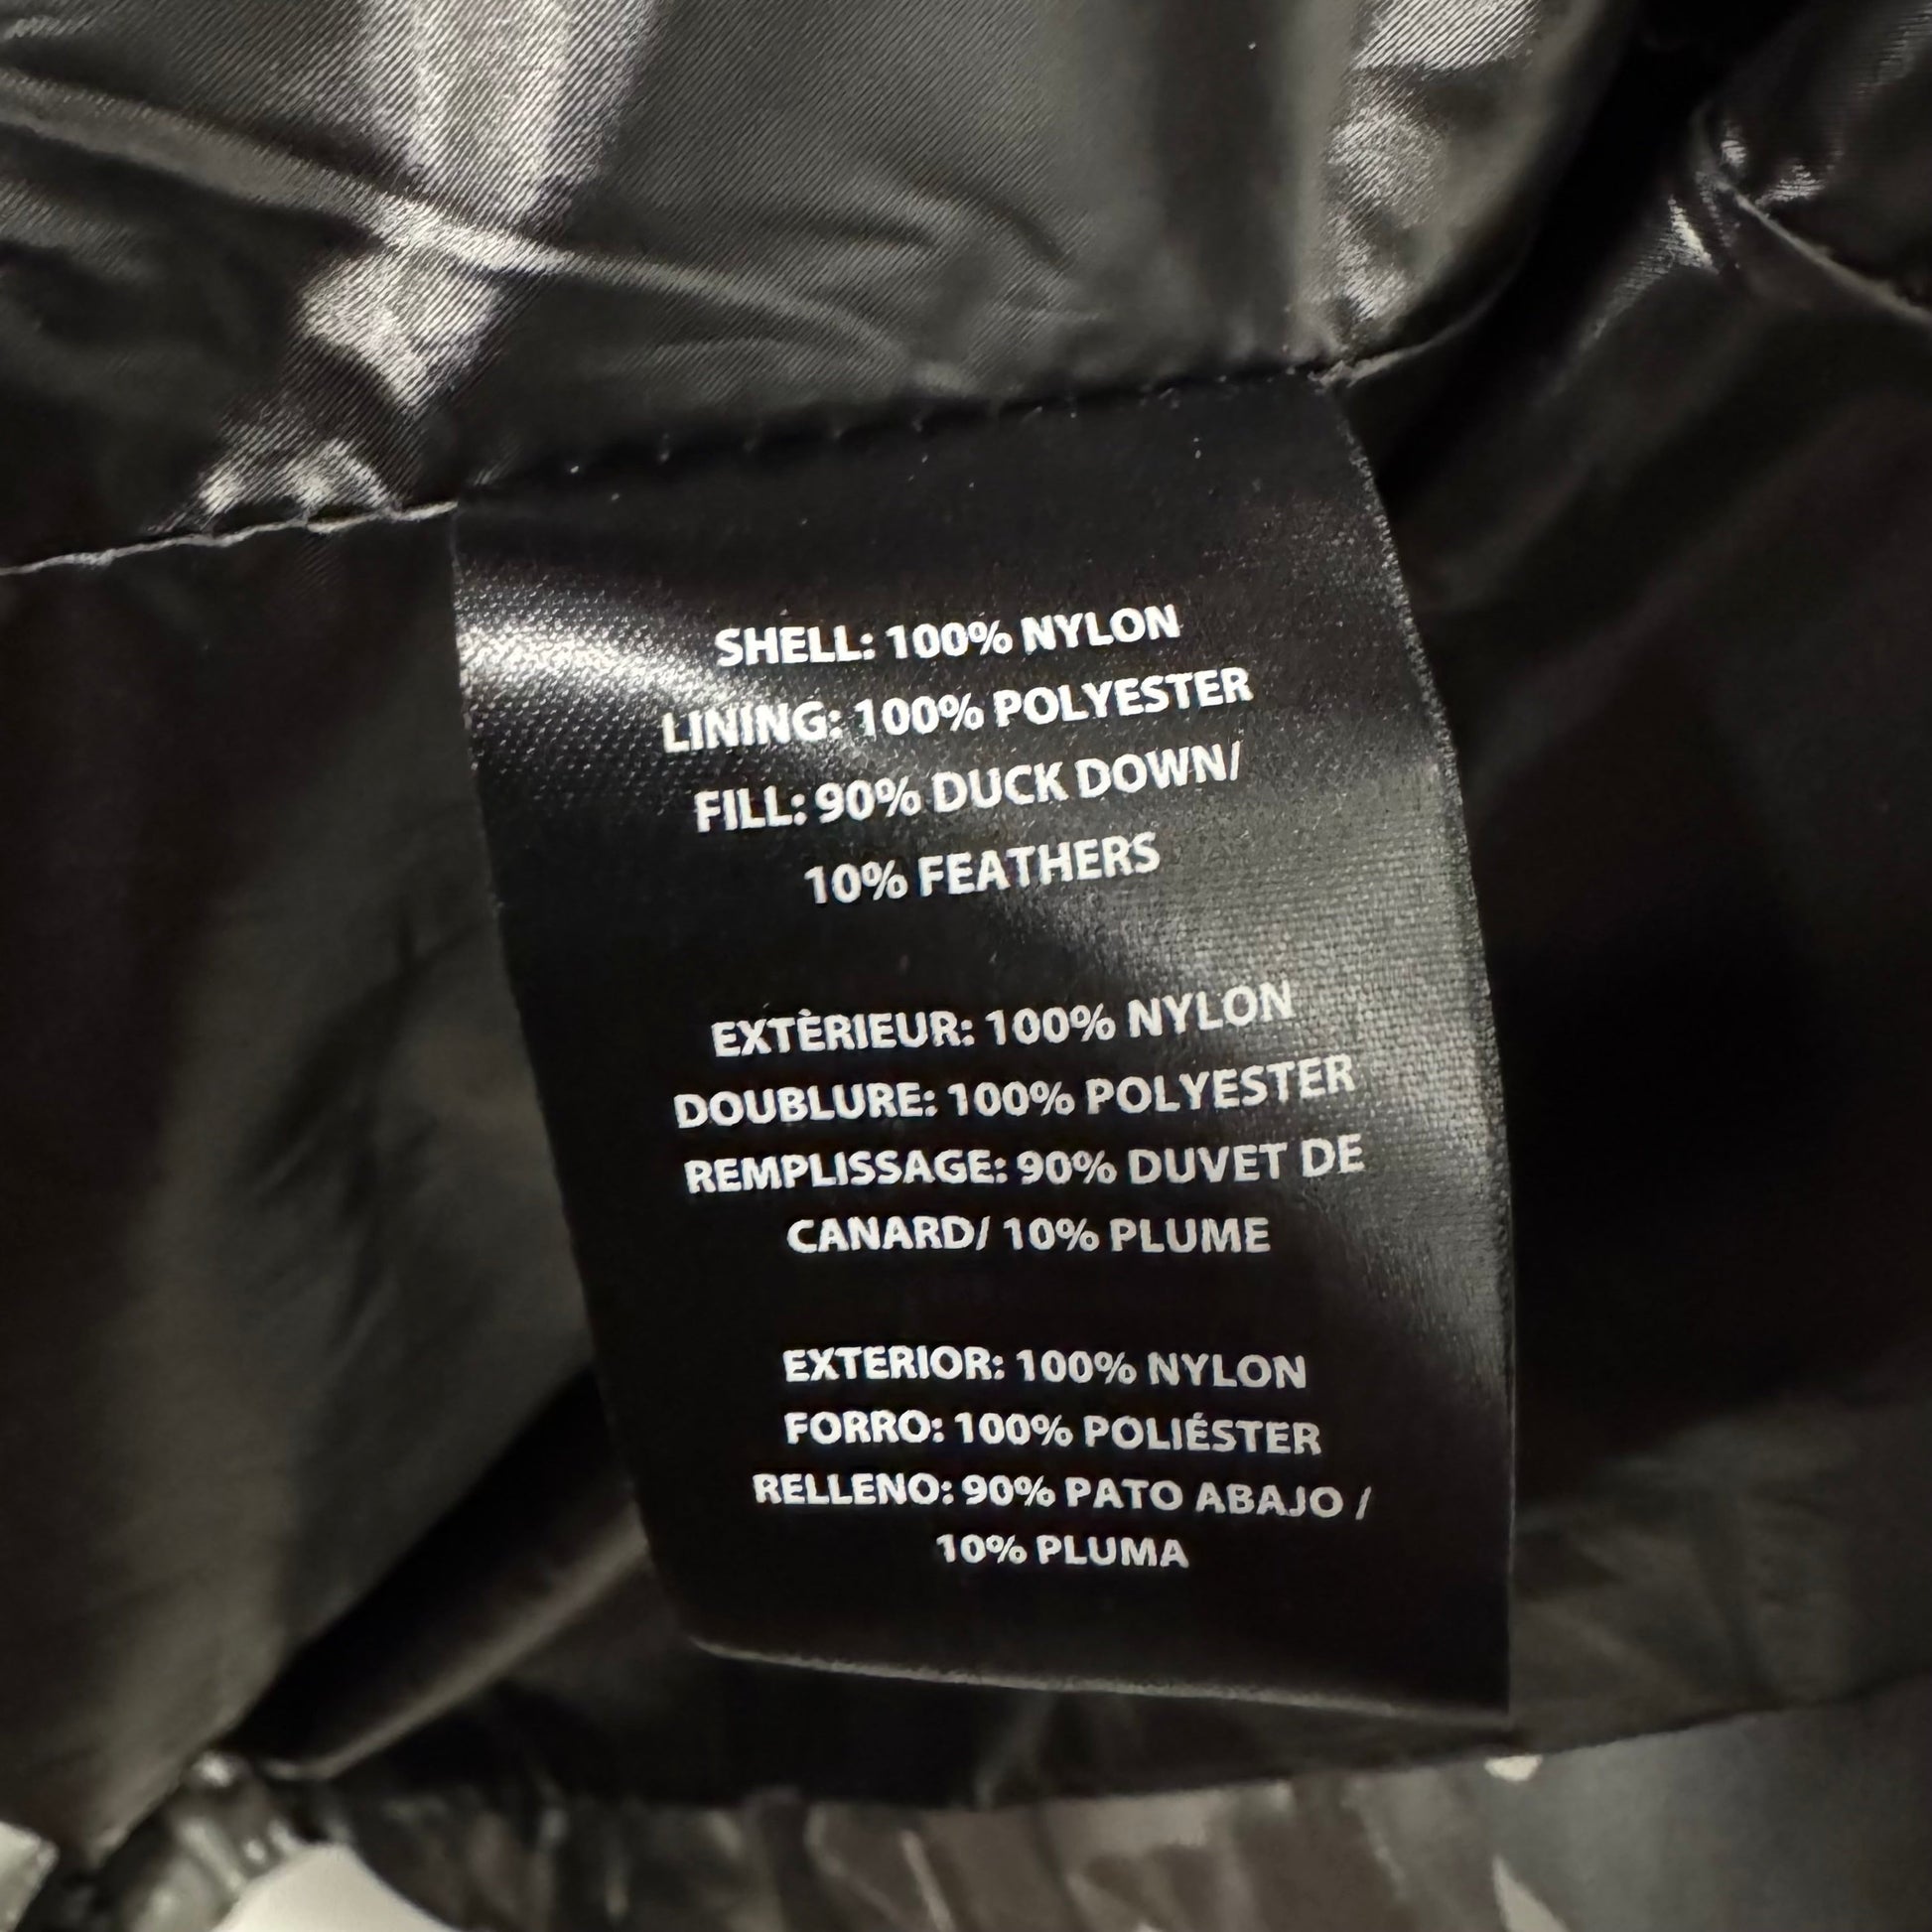 SHELL: 100% NYLON
LINING: 100% POLYESTER
FILL: 90% DUCK DOWN/
10% FEATHERS
EXTÈRIEUR: 100% NYLON
DOUBLURE: 100% POLYESTER
REMPLISSAGE: 90% DUVET DE
CANARD/ 10% PLUME
EXTERIOR: 100% NYLON
FORRO: 100% POLIÉSTER
RELLENO: 90% PATO ABAJO /
10% PLUMA